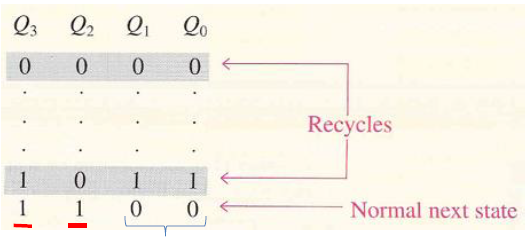 Q3 Q2 Q1 Q0
0 0 0 0
. . . .
. . . .
. . . .
Recycles
1 0 1 1
1 1 0 0 Normal next state